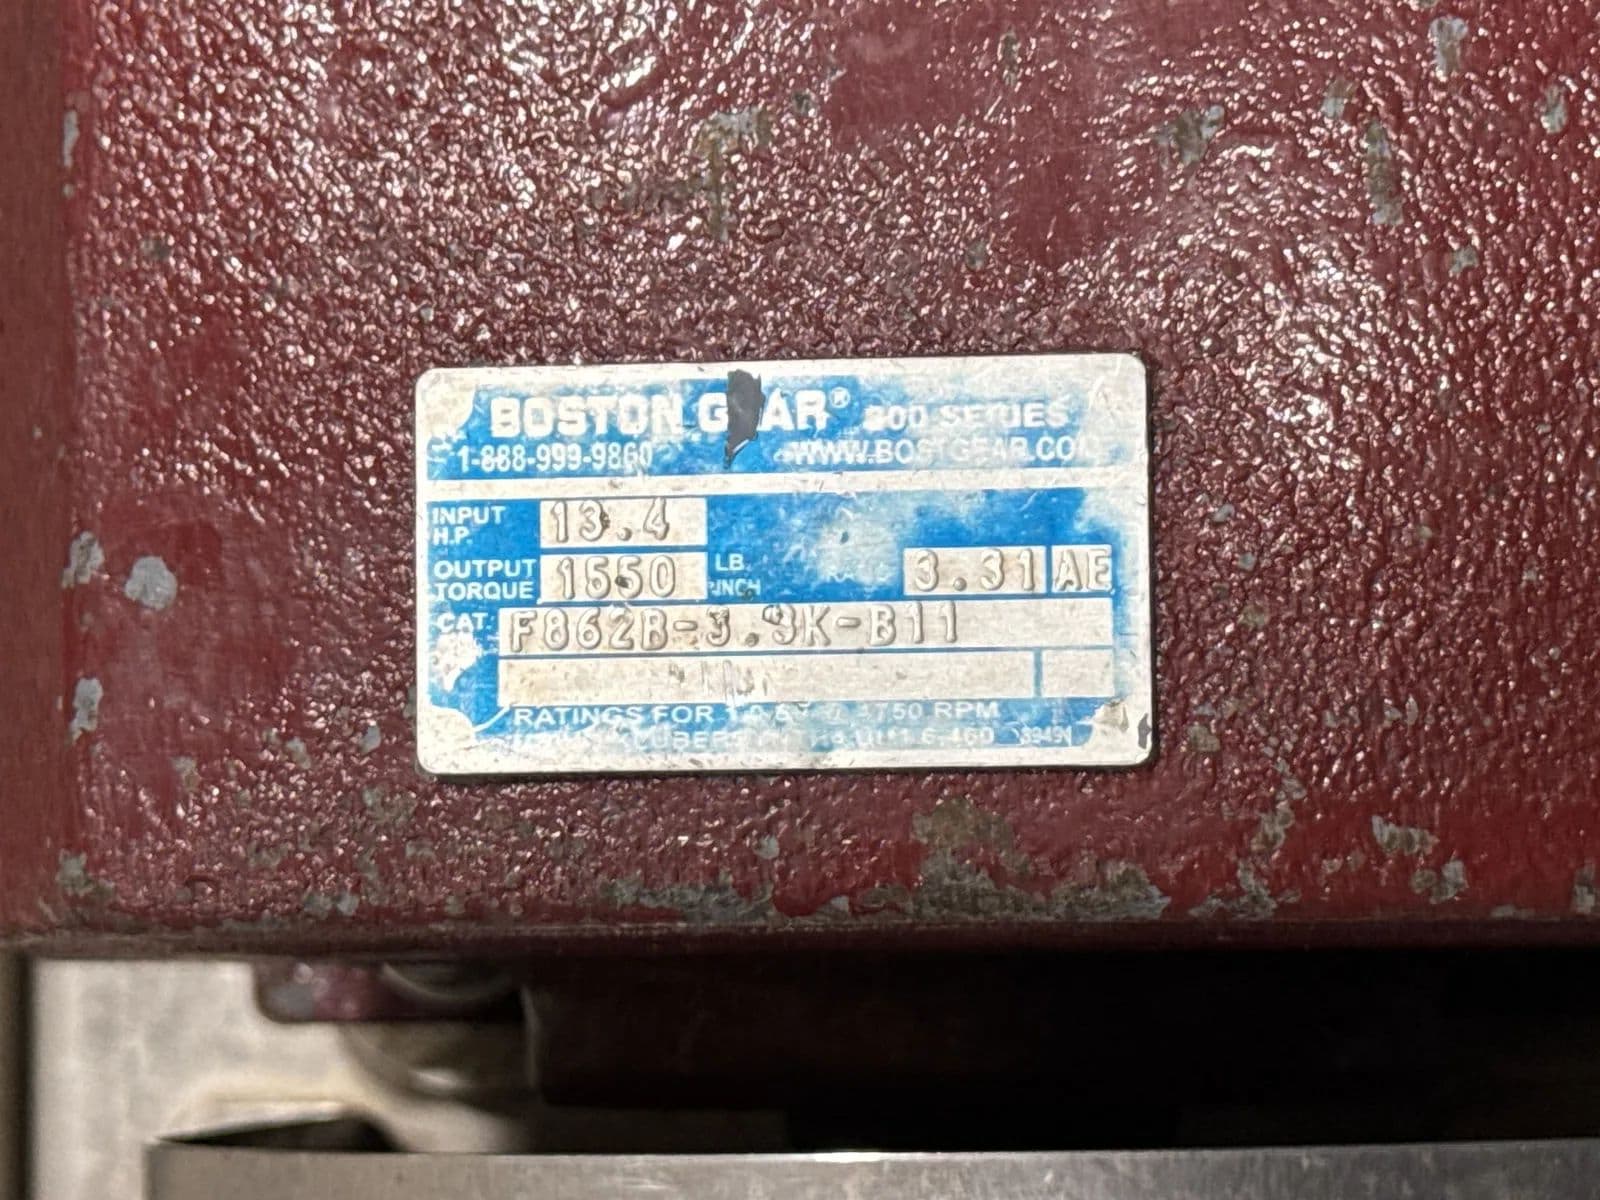 BOSTON GEAR® 800 SERIES
1-888-999-9860 WWW.BOSTGEAR.COM
INPUT H.P. 13.4
OUTPUT TORQUE 1550 LB. INCH 3.31 AE
CAT. F862B-3.3K-B11
RATINGS FOR 1750 RPM